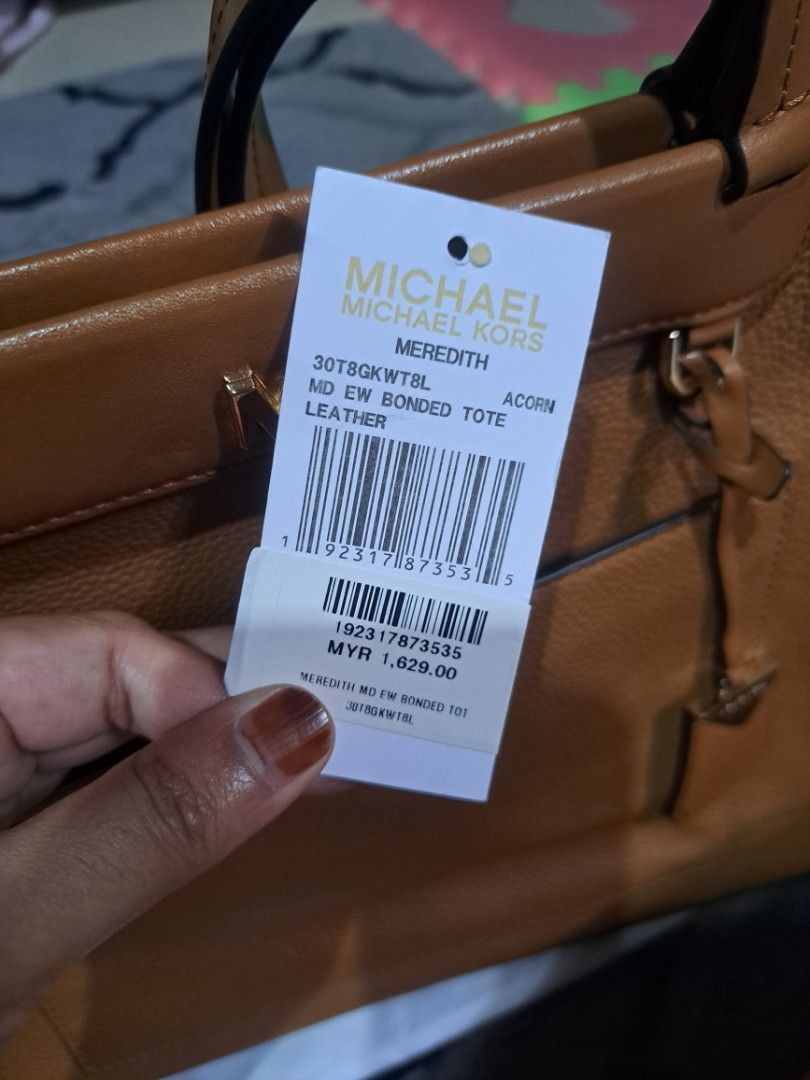 MICHAEL
MICHAEL KORS
MEREDITH
30T8GKWT8L
ACORN
MD EW BONDED TOTE
LEATHER
1 92317 87353 5
192317873535
MYR 1,629.00
MEREDITH MD EW BONDED TOT
30T8GKWT8L